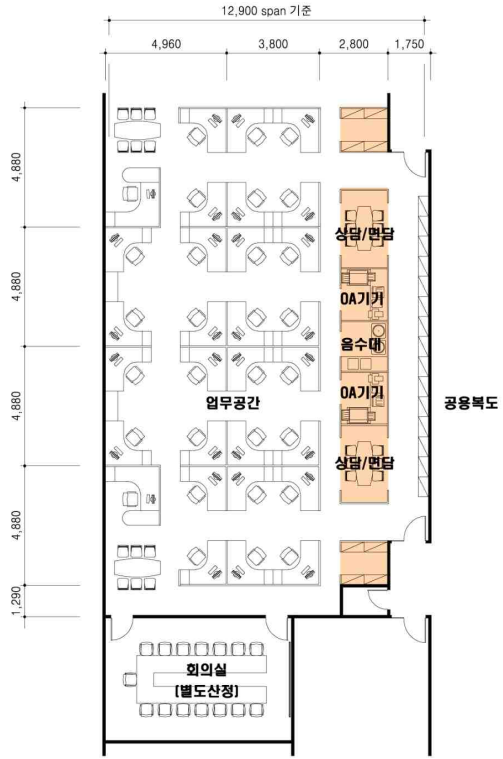 12,900 span 기준
4,960
3,800
2,800
1,750
4,880
상담/면담
4,880
OA기기
음수대
4,880
OA기기
업무공간
공용복도
상담/면담
4,880
1,290
회의실
(별도산정)